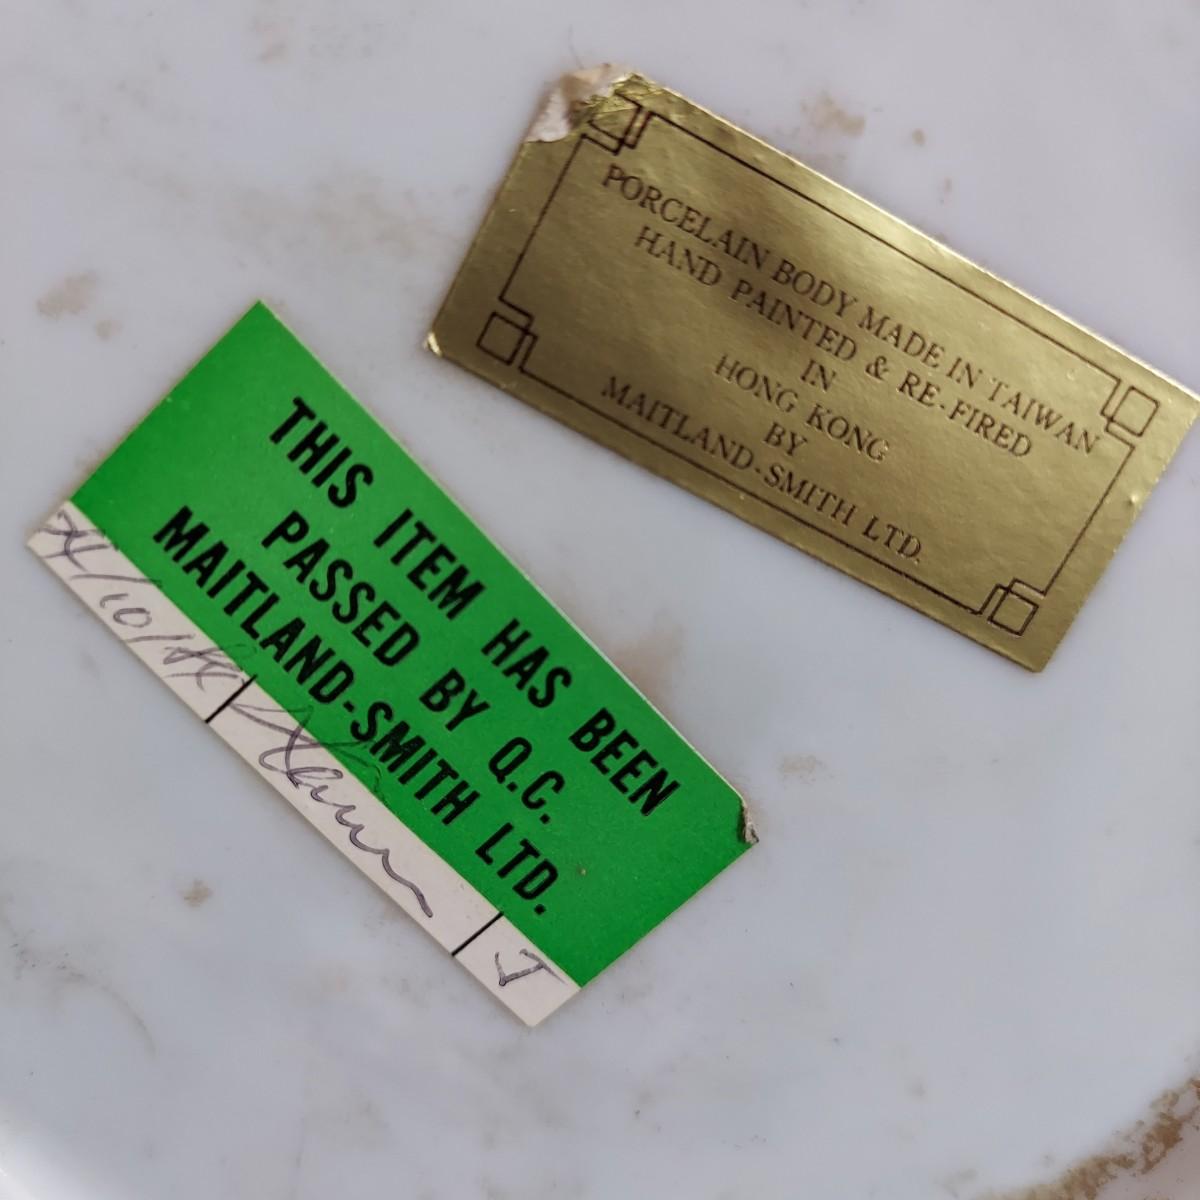 PORCELAIN BODY MADE IN TAIWAN
HAND PAINTED & RE-FIRED
IN
HONG KONG
BY
MAITLAND-SMITH LTD.
THIS ITEM HAS BEEN
PASSED BY Q.C.
MAITLAND-SMITH LTD.
J